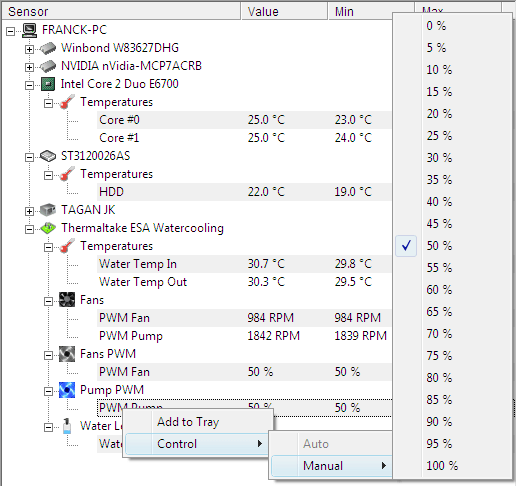 Sensor Value Min Max
FRANCK-PC
Winbond W83627DHG
NVIDIA nVidia-MCP7ACRB
Intel Core 2 Duo E6700
Temperatures
Core #0 25.0 °C 23.0 °C
Core #1 25.0 °C 24.0 °C
ST3120026AS
Temperatures
HDD 22.0 °C 19.0 °C
TAGAN JK
Thermaltake ESA Watercooling
Temperatures
Water Temp In 30.7 °C 29.8 °C
Water Temp Out 30.3 °C 29.5 °C
Fans
PWM Fan 984 RPM 984 RPM
PWM Pump 1842 RPM 1839 RPM
Fans PWM
PWM Fan 50 % 50 %
Pump PWM
PWM Pump 50 % 50 %
Water
Add to Tray
Control
Auto
Manual
0 %
5 %
10 %
15 %
20 %
25 %
30 %
35 %
40 %
45 %
50 %
55 %
60 %
65 %
70 %
75 %
80 %
85 %
90 %
95 %
100 %